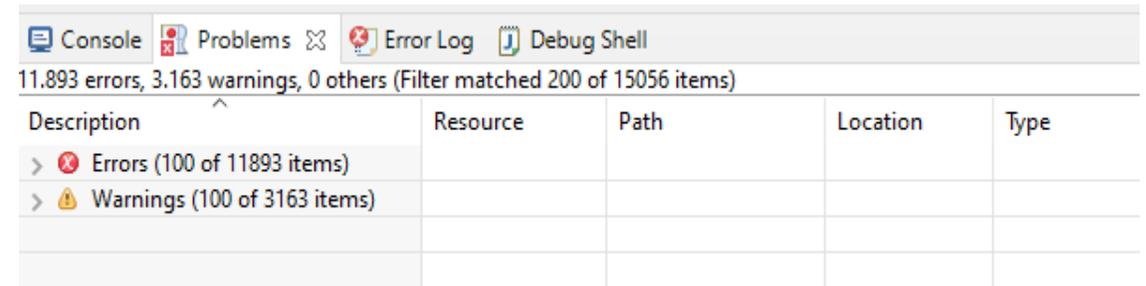 Console Problems Error Log Debug Shell
11.893 errors, 3.163 warnings, 0 others (Filter matched 200 of 15056 items)
Description Resource Path Location Type
Errors (100 of 11893 items)
Warnings (100 of 3163 items)